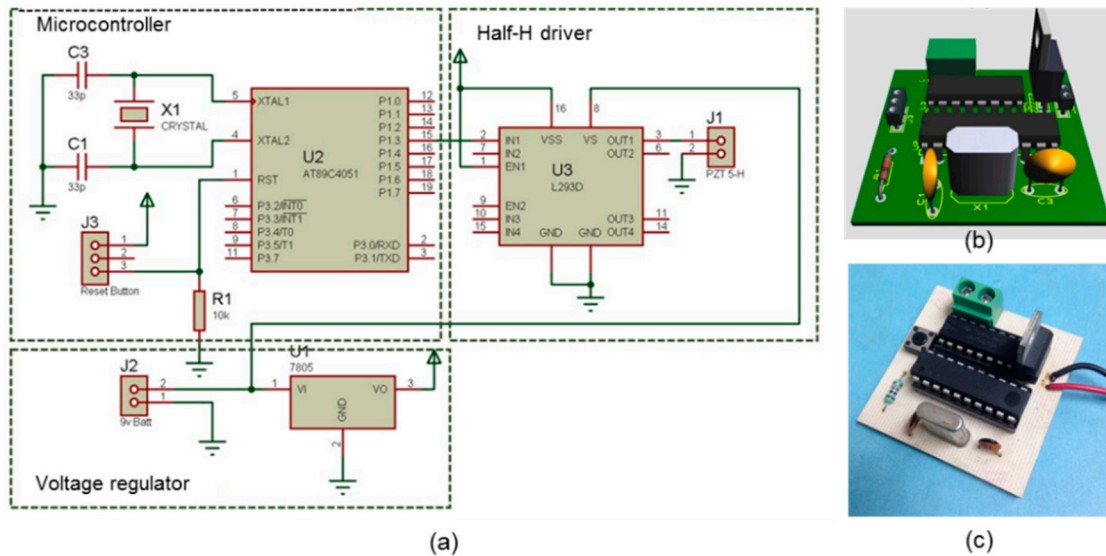 Microcontroller
C3
33p
X1
CRYSTAL
C1
33p
5 XTAL1
4 XTAL2
1 RST
6 P3.2/INT0
7 P3.3/INT1
8 P3.4/T0
9 P3.5/T1
11 P3.7
U2
AT89C4051
P1.0 12
P1.1 13
P1.2 14
P1.3 15
P1.4 16
P1.5 17
P1.6 18
P1.7 19
P3.0/RXD 2
P3.1/TXD 3
J3
1
2
3
Reset Button
R1
10k
Half-H driver
16
8
VSS
VS
2 IN1
7 IN2
1 EN1
9 EN2
10 IN3
15 IN4
U3
L293D
OUT1 3
OUT2 6
OUT3 11
OUT4 14
GND
GND
J1
1
2
PZT 5-H
J2
2
1
9v Batt
U1
7805
1 VI
VO 3
GND
2
Voltage regulator
(a)
C1
X1
C3
(b)
(c)